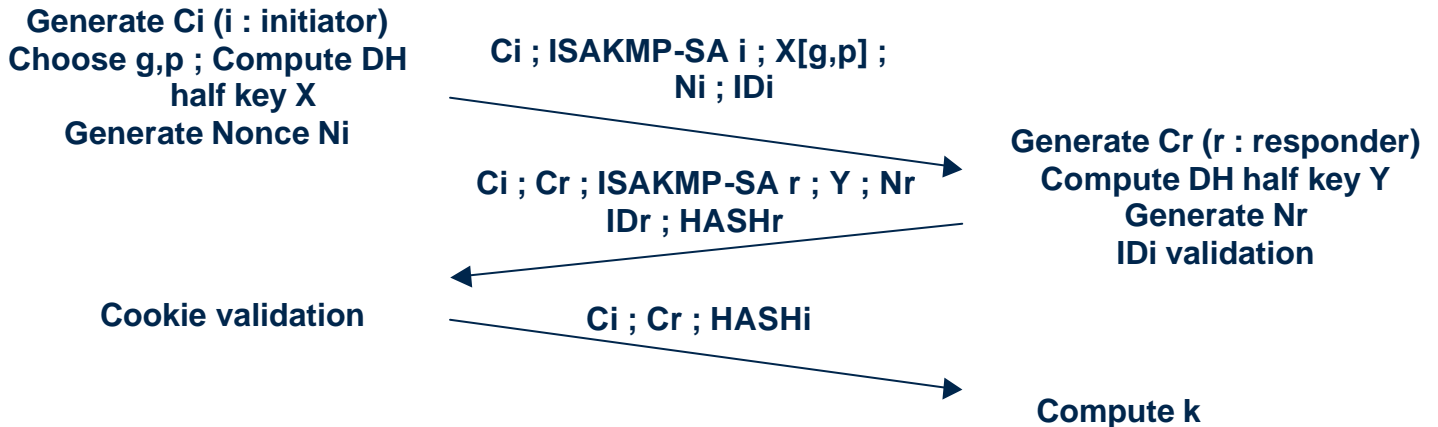 Generate Ci (i : initiator)
Choose g,p ; Compute DH
half key X
Generate Nonce Ni
Ci ; ISAKMP-SA i ; X[g,p] ;
Ni ; IDi
Generate Cr (r : responder)
Compute DH half key Y
Generate Nr
IDi validation
Ci ; Cr ; ISAKMP-SA r ; Y ; Nr
IDr ; HASHr
Cookie validation
Ci ; Cr ; HASHi
Compute k